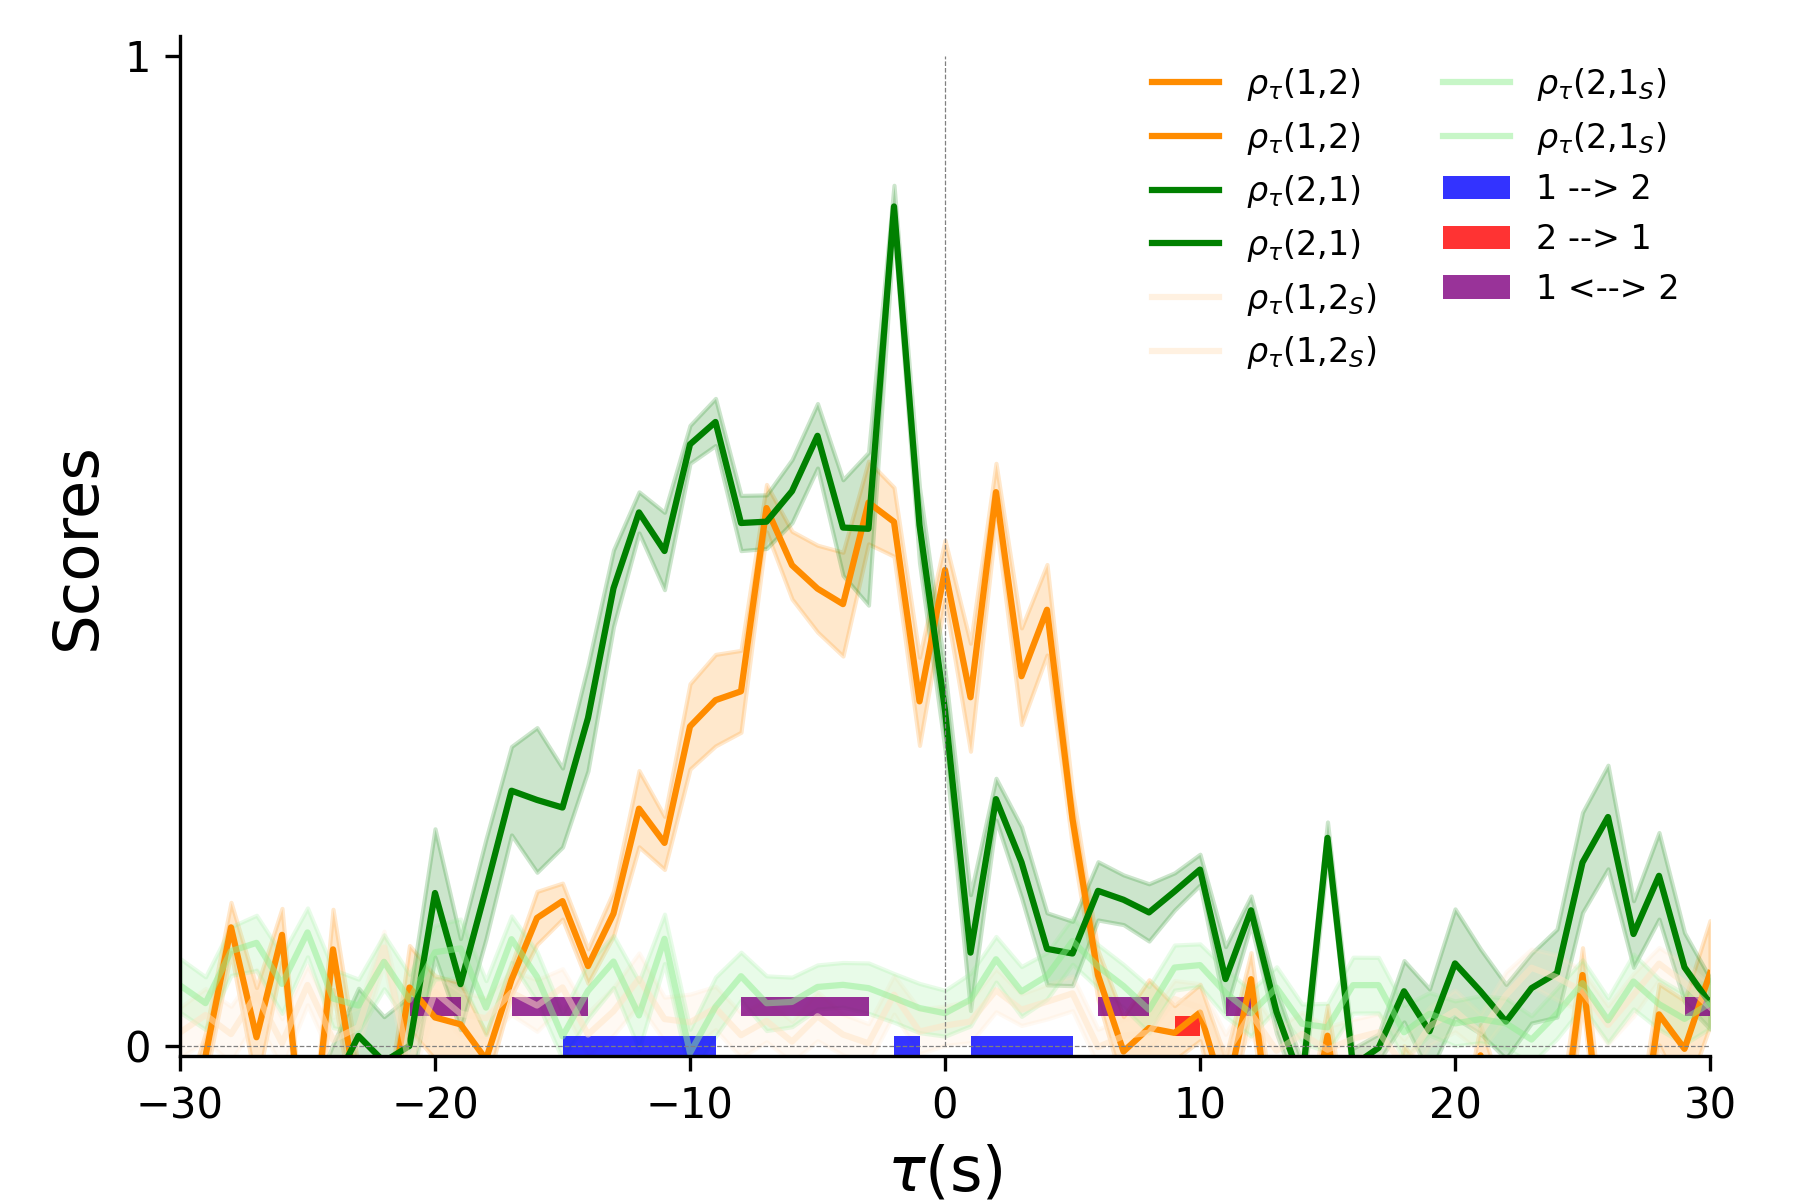 Scores
1
0
ρτ(1,2)
ρτ(1,2)
ρτ(2,1)
ρτ(2,1)
ρτ(1,2S)
ρτ(1,2S)
ρτ(2,1S)
ρτ(2,1S)
1 --> 2
2 --> 1
1 <--> 2
−30 −20 −10 0 10 20 30
τ(s)